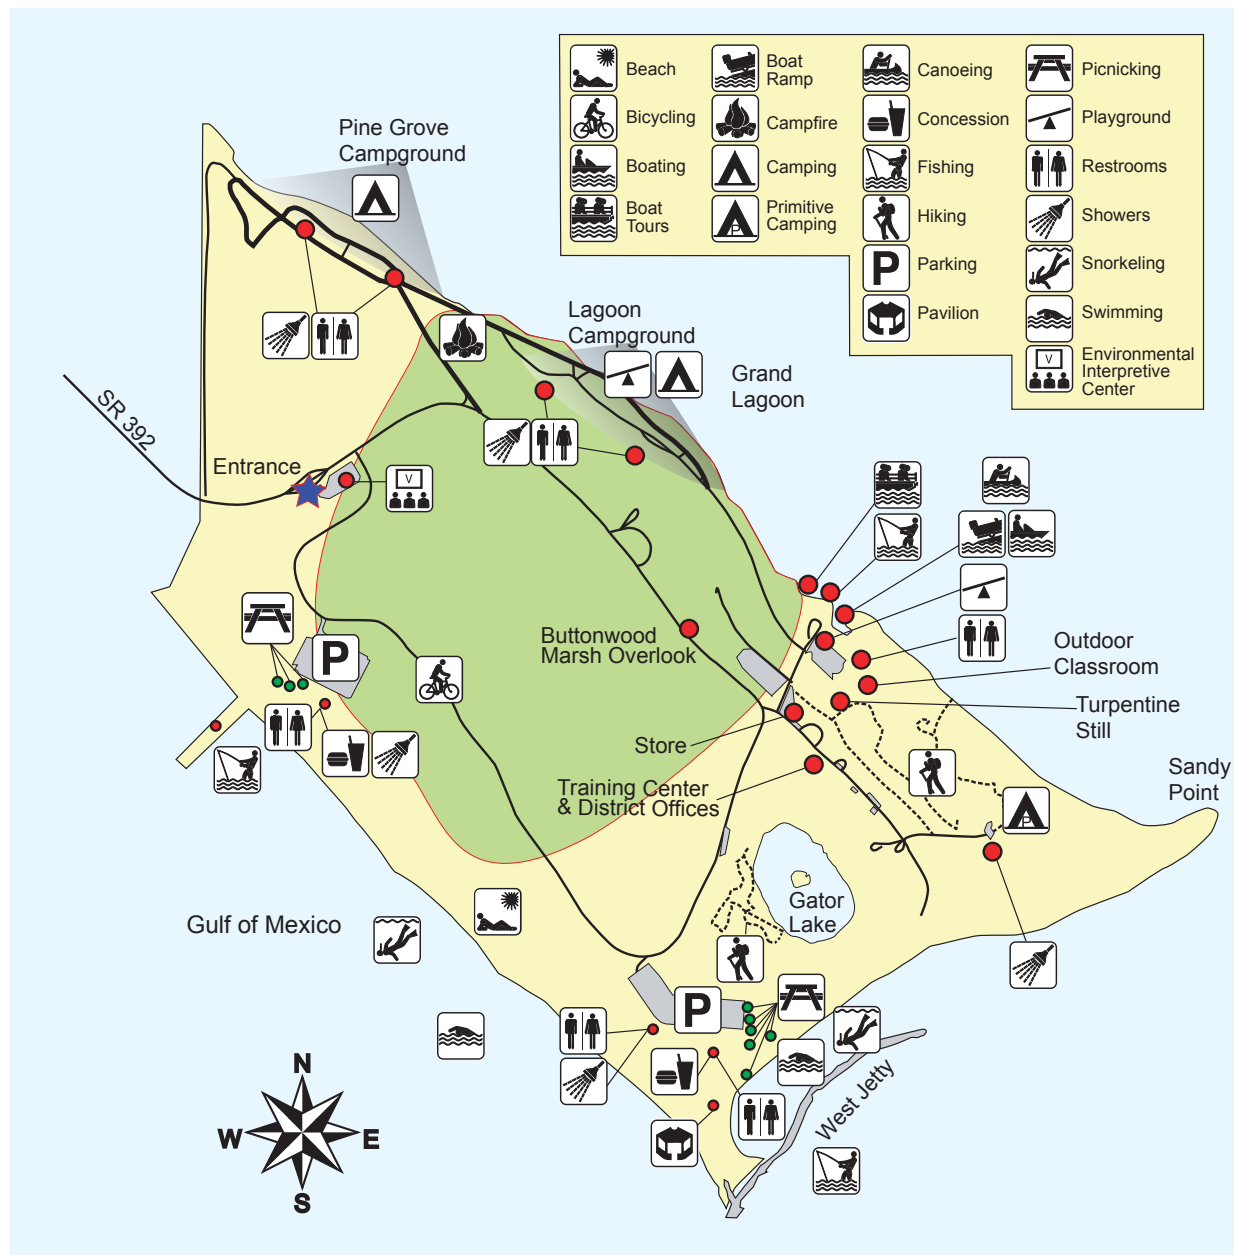 Beach
Bicycling
Boating
Boat
Tours
Boat
Ramp
Campfire
Camping
Primitive
Camping
P
Canoeing
Concession
Fishing
Hiking
P
Parking
Pavilion
Picnicking
Playground
Restrooms
Showers
Snorkeling
Swimming
V
Environmental
Interpretive
Center
Pine Grove
Campground
Lagoon
Campground
Grand
Lagoon
SR 392
Entrance
V
P
Buttonwood
Marsh Overlook
Outdoor
Classroom
Turpentine
Still
Store
Training Center
& District Offices
Sandy
Point
P
Gator
Lake
Gulf of Mexico
P
West Jetty
N
W
E
S